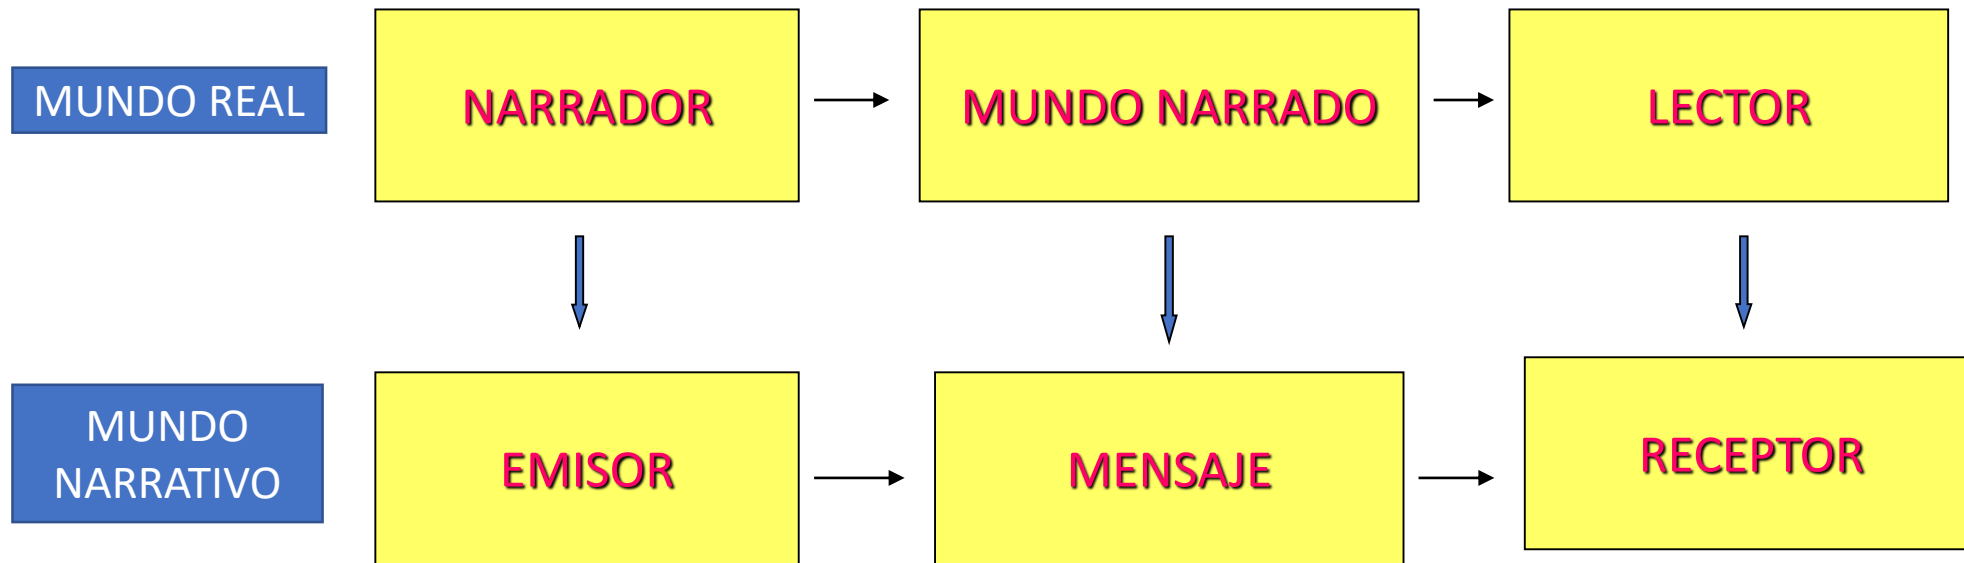 MUNDO REAL
NARRADOR
MUNDO NARRADO
LECTOR
MUNDO
NARRATIVO
EMISOR
MENSAJE
RECEPTOR